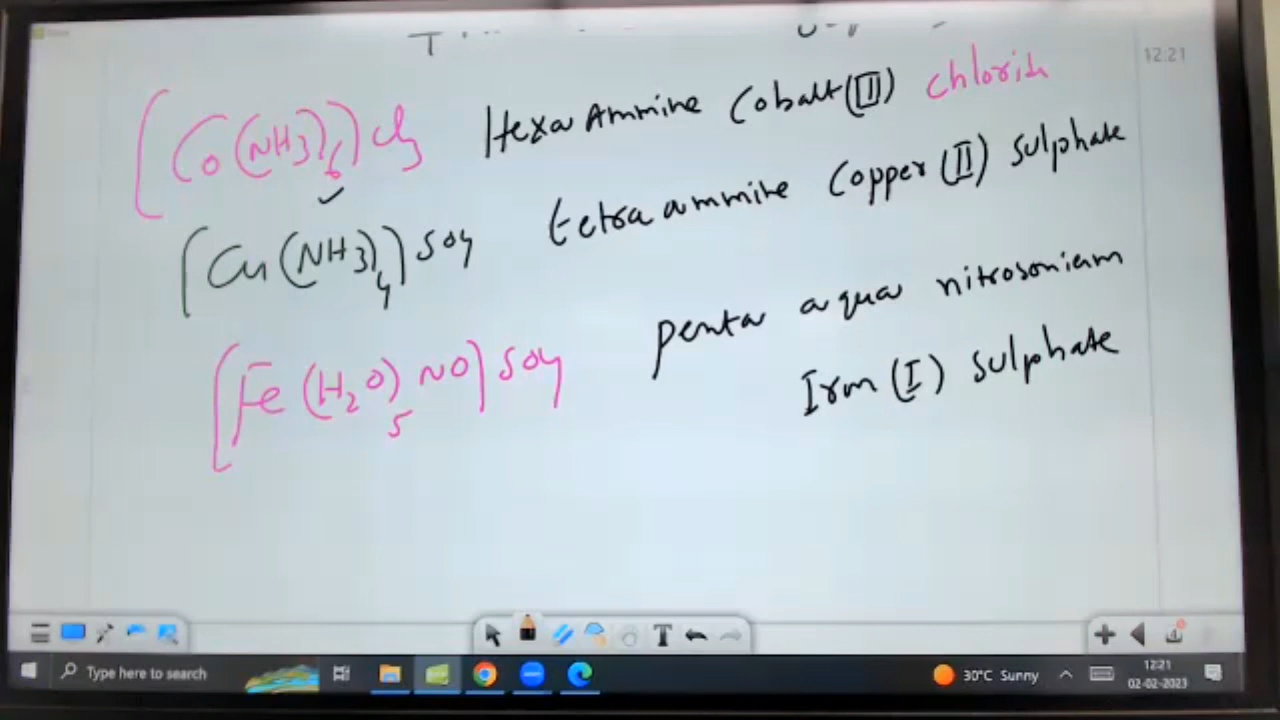 12:21
[Co(NH3)6]Cl3 Hexa Ammine Cobalt(III) chloride
[Cu(NH3)4]SO4 tetra ammine Copper(II) sulphate
[Fe(H2O)5NO]SO4 penta aqua nitrosonium
Iron(I) sulphate
Type here to search
30°C Sunny
12:21
02-02-2023